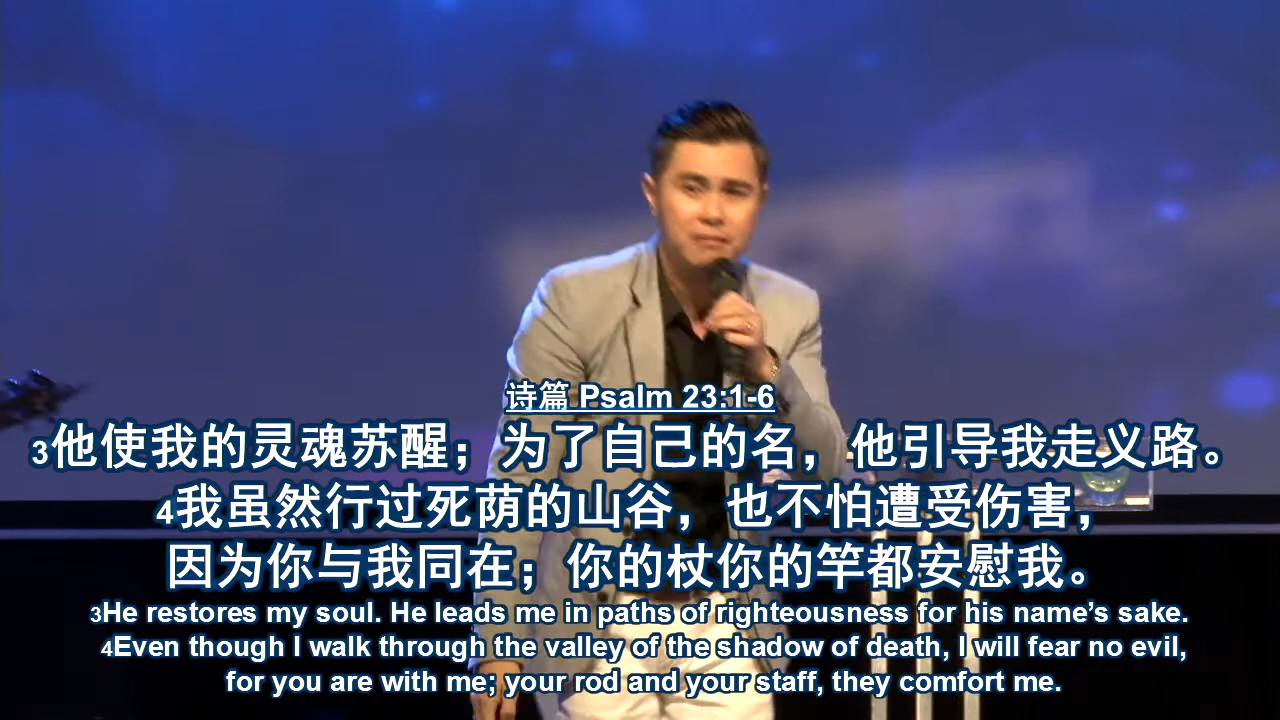 诗篇 Psalm 23:1-6
3他使我的灵魂苏醒；为了自己的名，他引导我走义路。
4我虽然行过死荫的山谷，也不怕遭受伤害，
因为你与我同在；你的杖你的竿都安慰我。
3He restores my soul. He leads me in paths of righteousness for his name’s sake.
4Even though I walk through the valley of the shadow of death, I will fear no evil,
for you are with me; your rod and your staff, they comfort me.